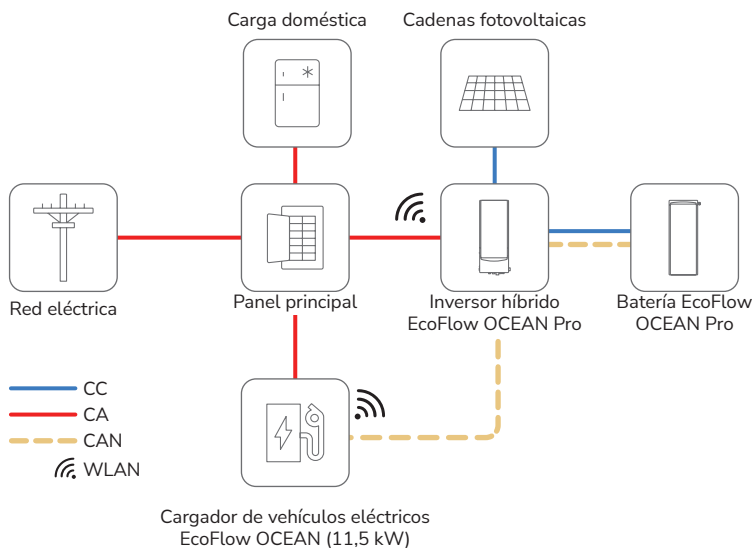 Carga doméstica
Cadenas fotovoltaicas
Red eléctrica
Panel principal
Inversor híbrido
EcoFlow OCEAN Pro
Batería EcoFlow
OCEAN Pro
CC
CA
CAN
WLAN
Cargador de vehículos eléctricos
EcoFlow OCEAN (11,5 kW)